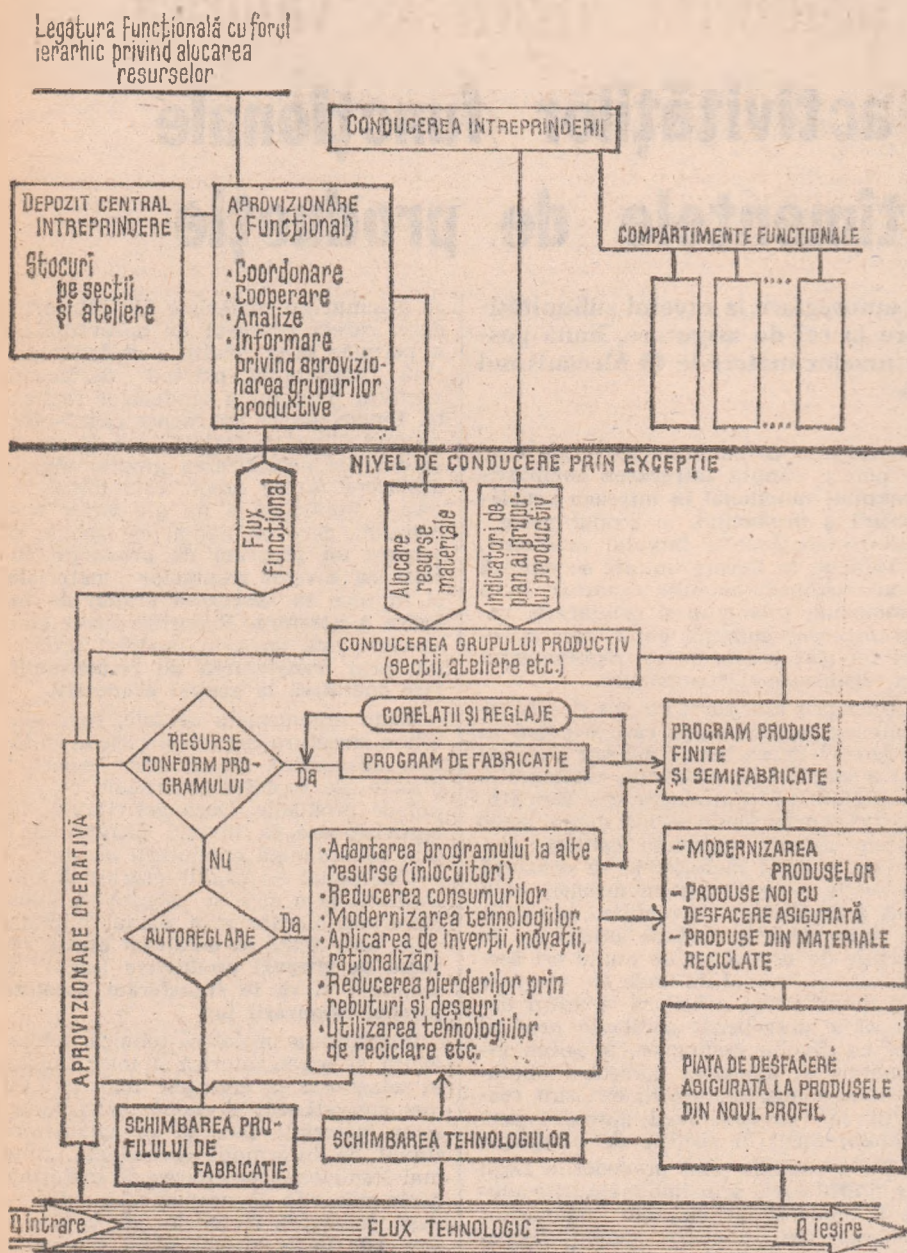 Legatura funcțională cu forul
ierarhic privind alocarea
resurselor
CONDUCEREA INTREPRINDERII
DEPOZIT CENTRAL
INTREPRINDERE
Stocuri
pe secții
și ateliere
APROVIZIONARE
(Funcțional)
• Coordonare
• Cooperare
• Analize
• Informare
privind aprovizio-
narea grupurilor
productive
COMPARTIMENTE FUNCȚIONALE
NIVEL DE CONDUCERE PRIN EXCEPȚIE
Flux
funcțional
Alocare
resurse
materiale
Indicatori de
plan ai grupu-
lui productiv
CONDUCEREA GRUPULUI PRODUCTIV
(secții, ateliere etc.)
RESURSE
CONFORM PRO-
GRAMULUI
Da
CORELAȚII ȘI REGLAJE
PROGRAM DE FABRICAȚIE
PROGRAM PRODUSE
FINITE
ȘI SEMIFABRICATE
APROVIZIONARE OPERATIVĂ
Nu
AUTOREGLARE
Da
• Adaptarea programului la alte
resurse (înlocuitori)
• Reducerea consumurilor
• Modernizarea tehnologiilor
• Aplicarea de invenții, inovații,
raționalizări
• Reducerea pierderilor prin
rebuturi și deșeuri
• Utilizarea tehnologiilor
de reciclare etc.
– MODERNIZAREA
PRODUSELOR
– PRODUSE NOI CU
DESFACERE ASIGURATĂ
– PRODUSE DIN MATERIALE
RECICLATE
PIAȚA DE DESFACERE
ASIGURATĂ LA PRODUSELE
DIN NOUL PROFIL
SCHIMBAREA PRO-
FILULUI DE
FABRICAȚIE
SCHIMBAREA TEHNOLOGIILOR
Q intrare
FLUX TEHNOLOGIC
Q ieșire